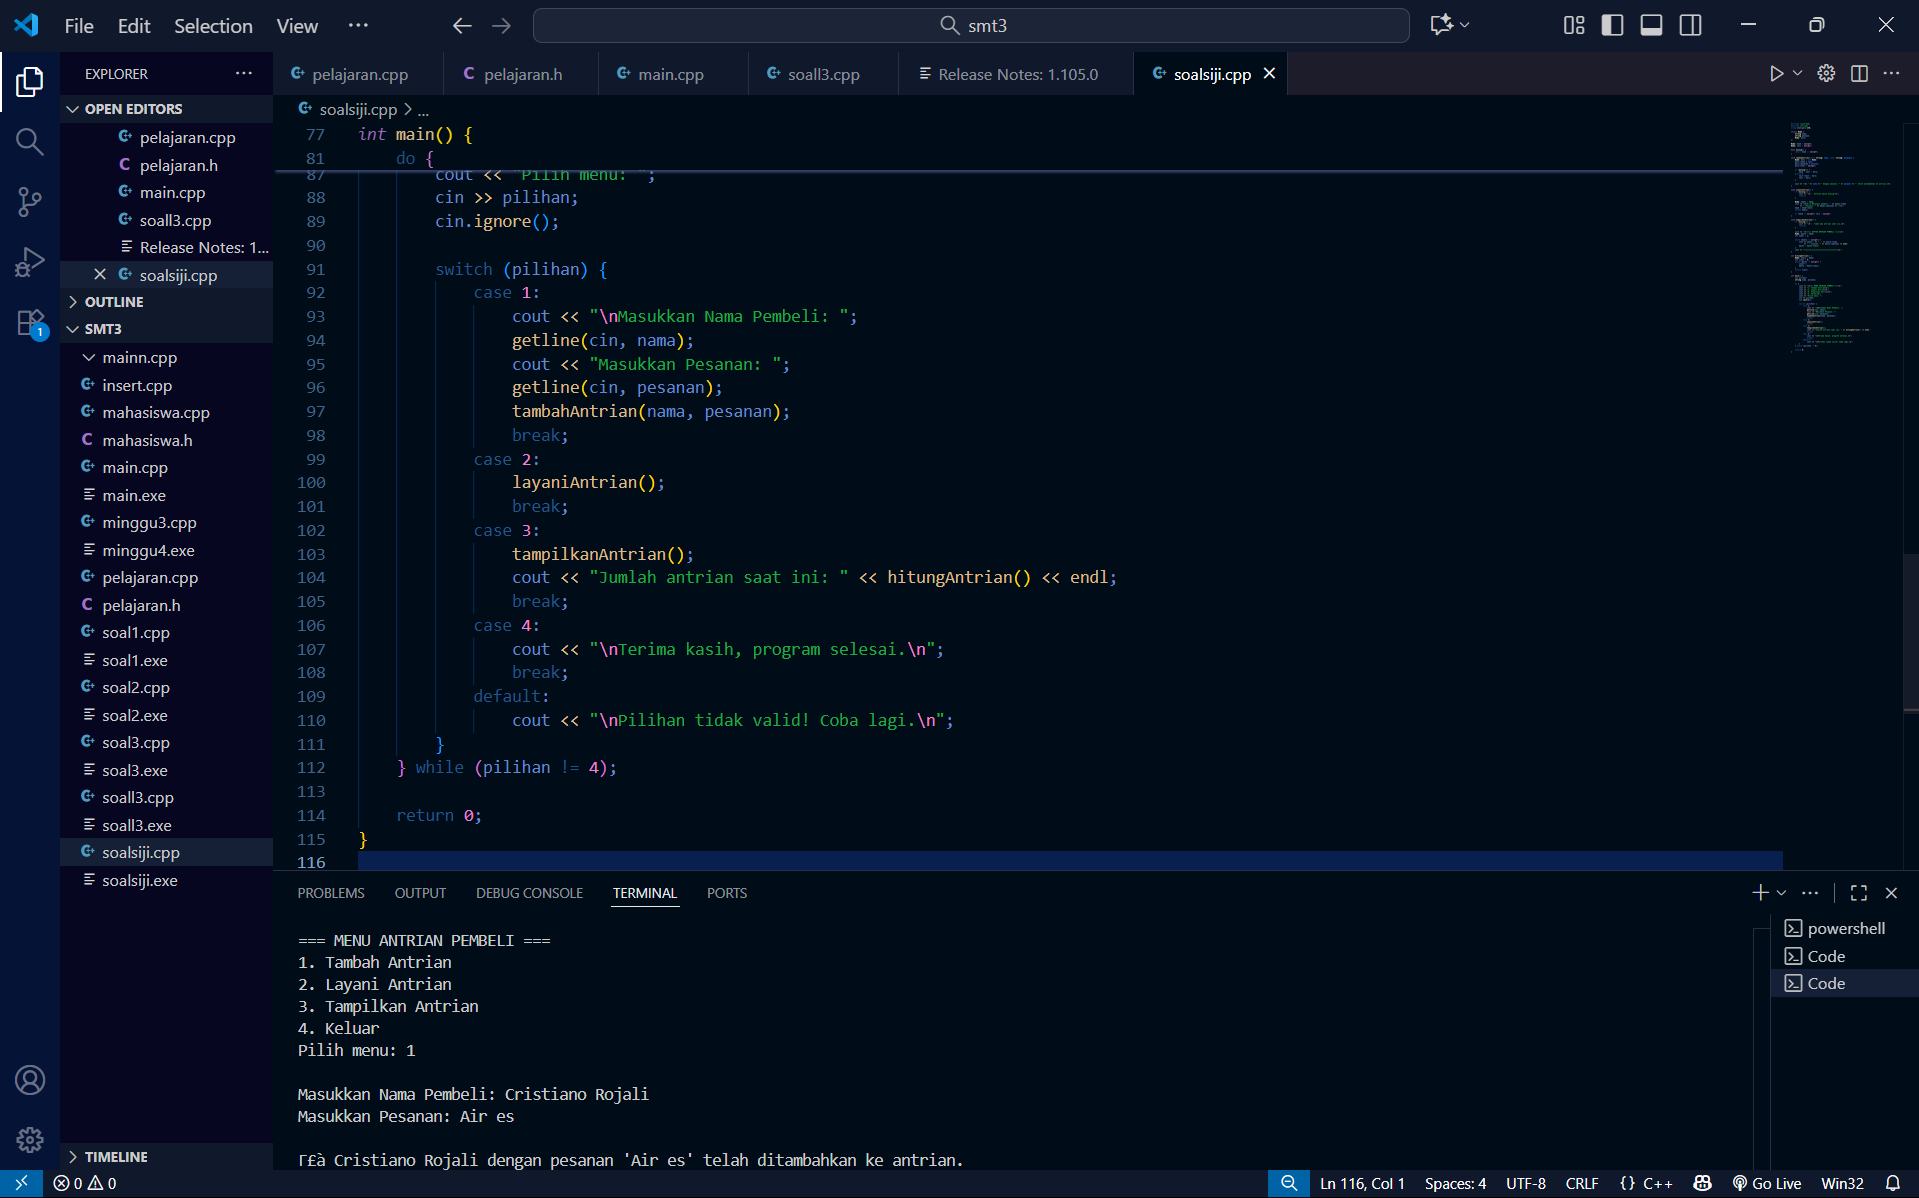 File Edit Selection View ··· smt3
EXPLORER ···
OPEN EDITORS
pelajaran.cpp
pelajaran.h
main.cpp
soall3.cpp
Release Notes: 1...
soalsiji.cpp
OUTLINE
SMT3
mainn.cpp
insert.cpp
mahasiswa.cpp
mahasiswa.h
main.cpp
main.exe
minggu3.cpp
minggu4.exe
pelajaran.cpp
pelajaran.h
soal1.cpp
soal1.exe
soal2.cpp
soal2.exe
soal3.cpp
soal3.exe
soall3.cpp
soall3.exe
soalsiji.cpp
soalsiji.exe
TIMELINE
pelajaran.cpp pelajaran.h main.cpp soall3.cpp Release Notes: 1.105.0 soalsiji.cpp
soalsiji.cpp > ...
77 int main() {
81 do {
87 cout << "Pilih menu: ";
88 cin >> pilihan;
89 cin.ignore();
90
91 switch (pilihan) {
92 case 1:
93 cout << "\nMasukkan Nama Pembeli: ";
94 getline(cin, nama);
95 cout << "Masukkan Pesanan: ";
96 getline(cin, pesanan);
97 tambahAntrian(nama, pesanan);
98 break;
99 case 2:
100 layaniAntrian();
101 break;
102 case 3:
103 tampilkanAntrian();
104 cout << "Jumlah antrian saat ini: " << hitungAntrian() << endl;
105 break;
106 case 4:
107 cout << "\nTerima kasih, program selesai.\n";
108 break;
109 default:
110 cout << "\nPilihan tidak valid! Coba lagi.\n";
111 }
112 } while (pilihan != 4);
113
114 return 0;
115 }
116
PROBLEMS OUTPUT DEBUG CONSOLE TERMINAL PORTS
=== MENU ANTRIAN PEMBELI ===
1. Tambah Antrian
2. Layani Antrian
3. Tampilkan Antrian
4. Keluar
Pilih menu: 1
Masukkan Nama Pembeli: Cristiano Rojali
Masukkan Pesanan: Air es
Γ£à Cristiano Rojali dengan pesanan 'Air es' telah ditambahkan ke antrian.
powershell
Code
Code
0 0 Ln 116, Col 1 Spaces: 4 UTF-8 CRLF {} C++ Go Live Win32